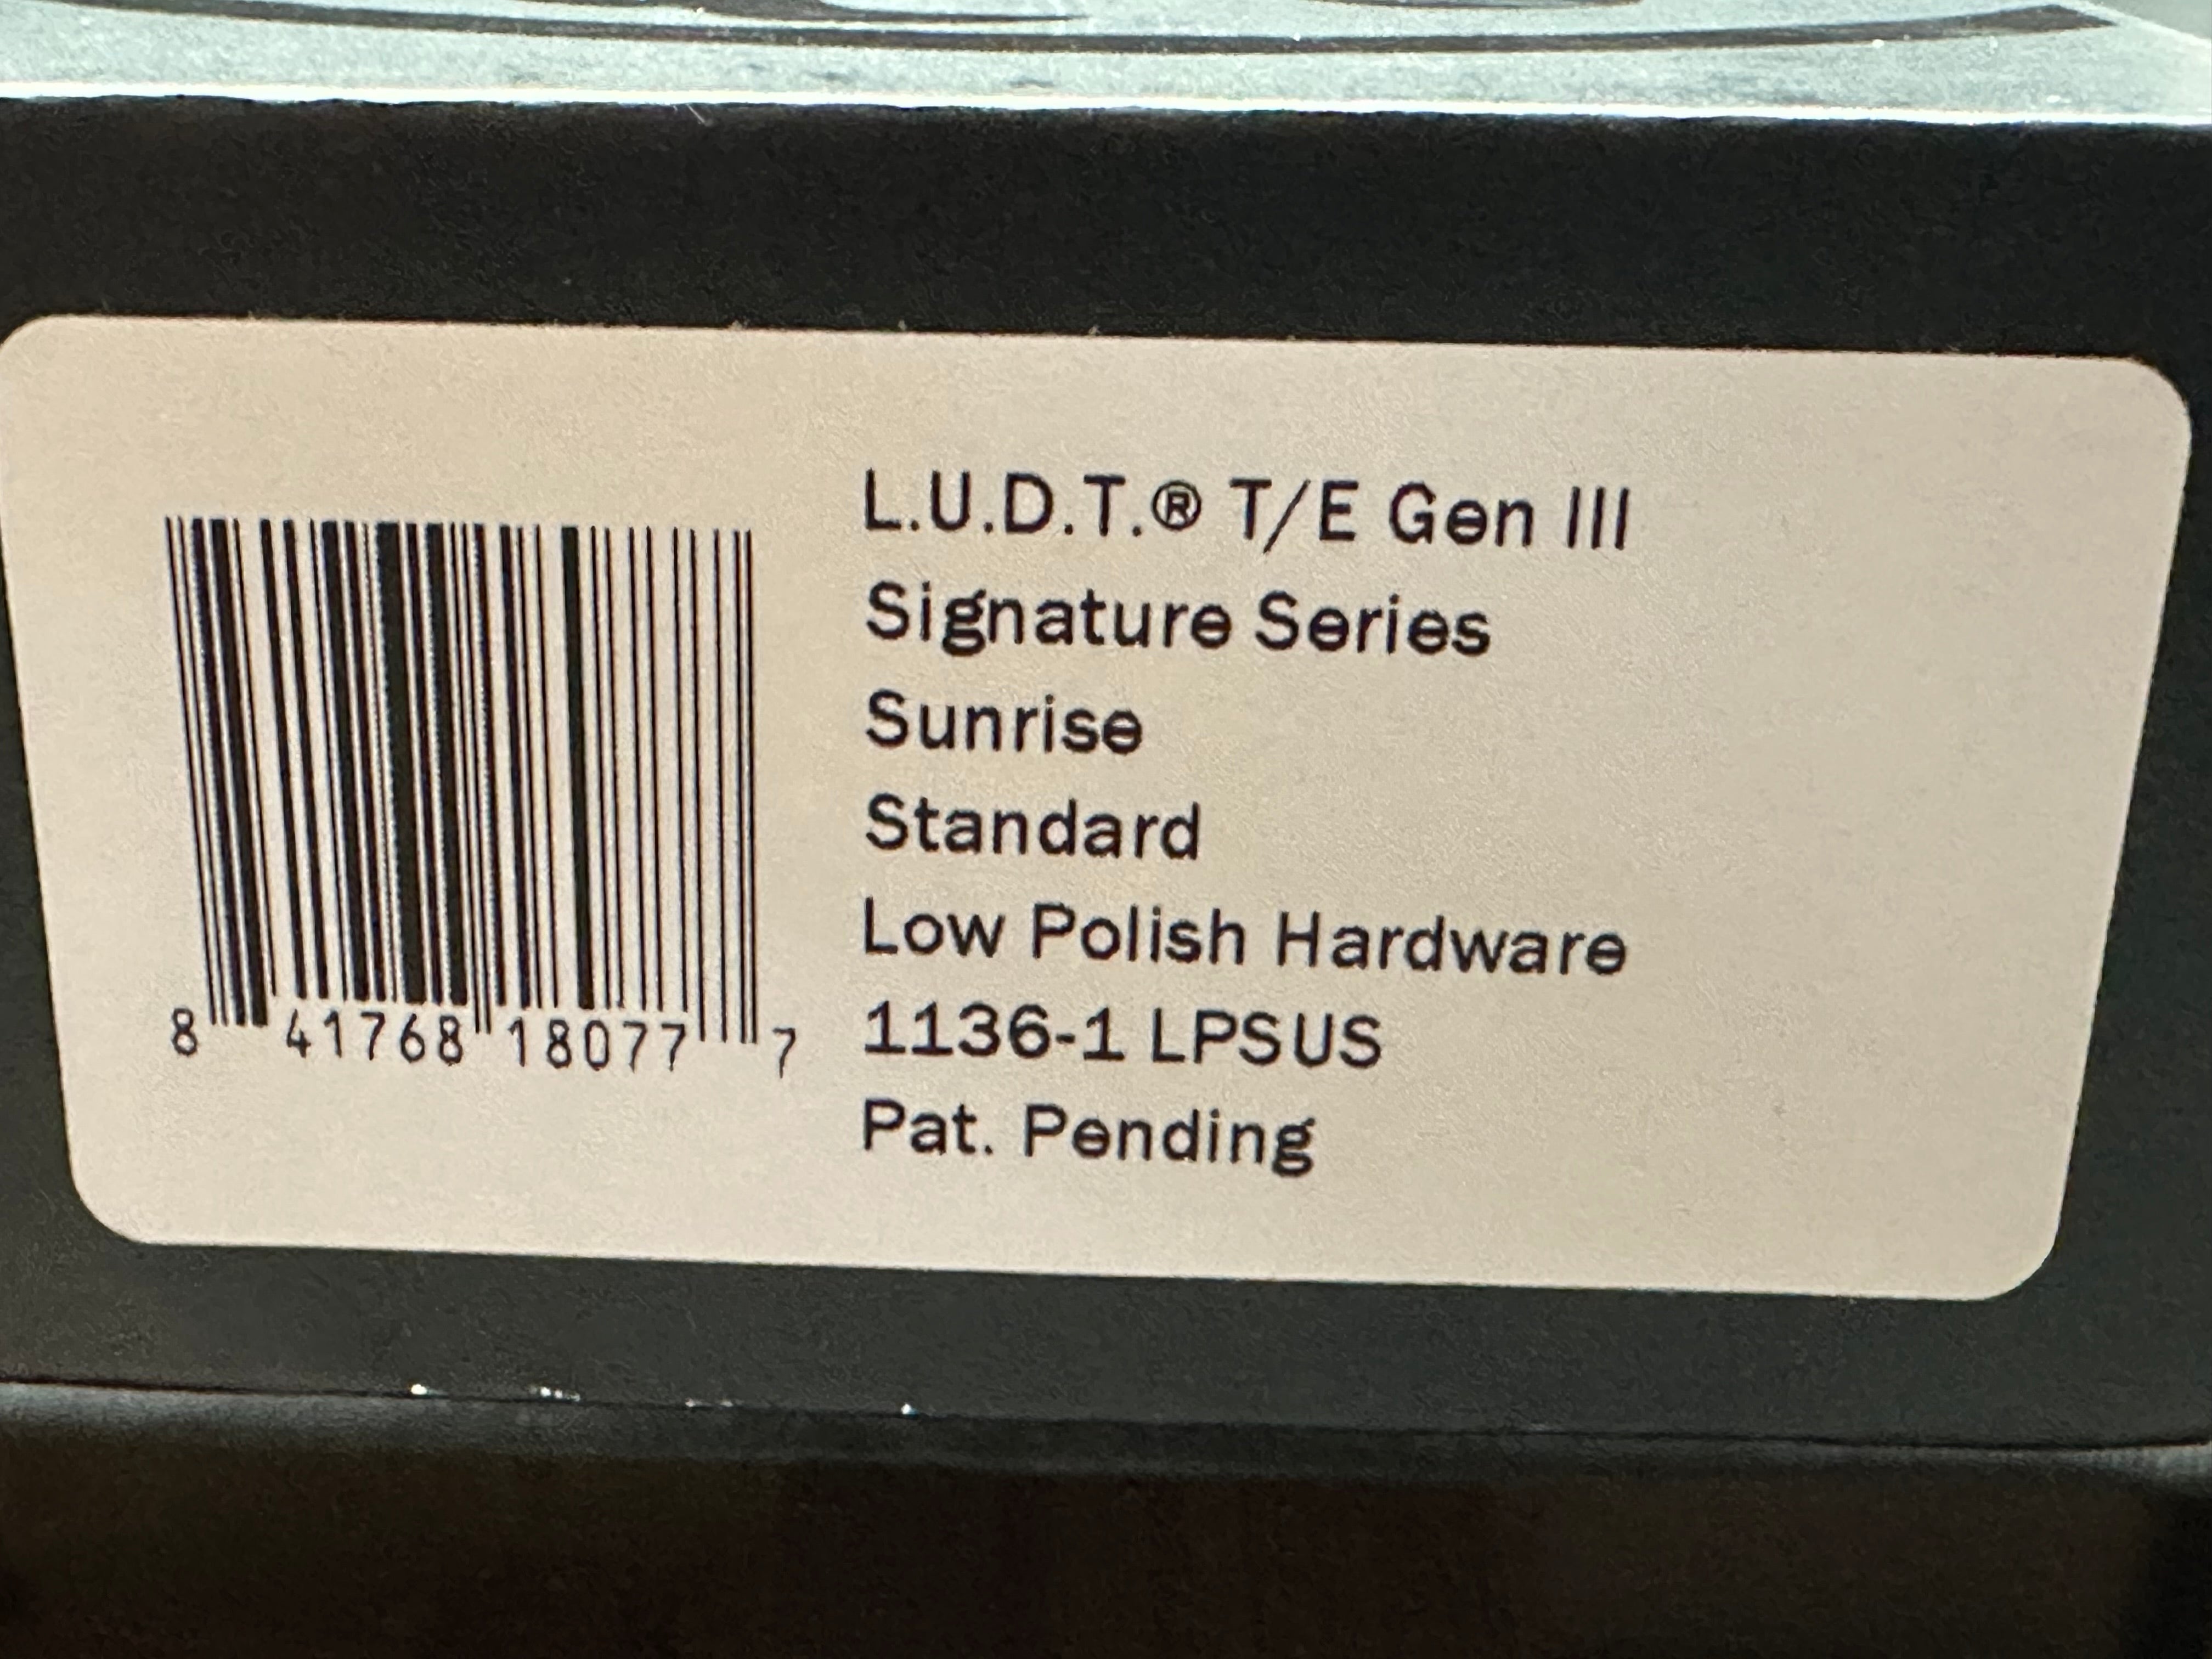 L.U.D.T.® T/E Gen III
Signature Series
Sunrise
Standard
Low Polish Hardware
1136-1 LPSUS
Pat. Pending
8 41768 18077 7